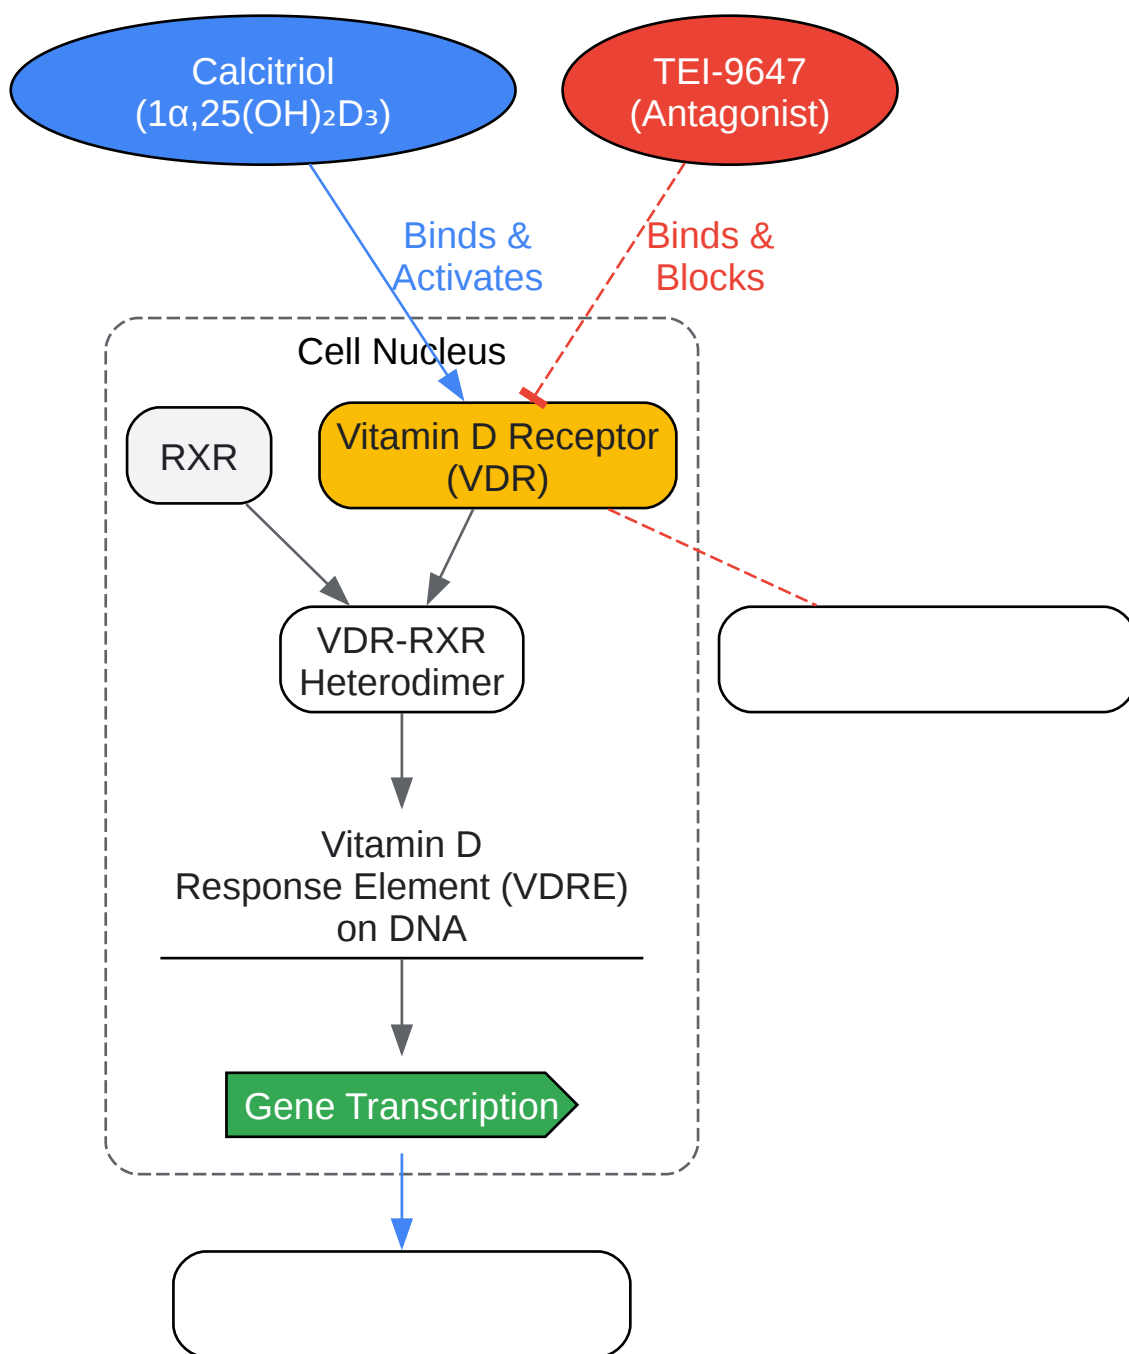 Calcitriol
(1α,25(OH)₂D₃)
TEI-9647
(Antagonist)
Binds &
Activates
Binds &
Blocks
Cell Nucleus
RXR
Vitamin D Receptor
(VDR)
VDR-RXR
Heterodimer
Vitamin D
Response Element (VDRE)
on DNA
Gene Transcription